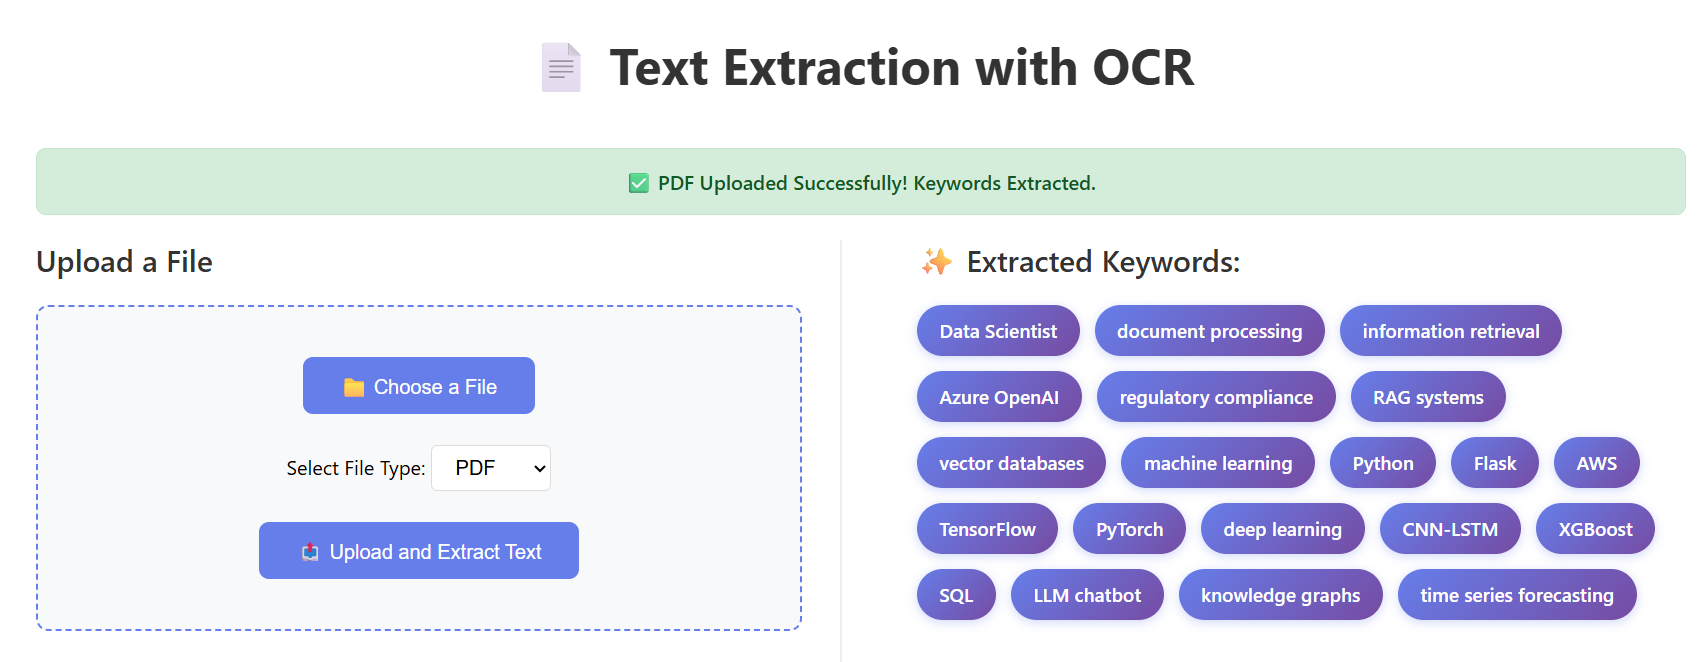 Text Extraction with OCR
PDF Uploaded Successfully! Keywords Extracted.
Upload a File
Choose a File
Select File Type: PDF
Upload and Extract Text
Extracted Keywords:
Data Scientist document processing information retrieval
Azure OpenAI regulatory compliance RAG systems
vector databases machine learning Python Flask AWS
TensorFlow PyTorch deep learning CNN-LSTM XGBoost
SQL LLM chatbot knowledge graphs time series forecasting